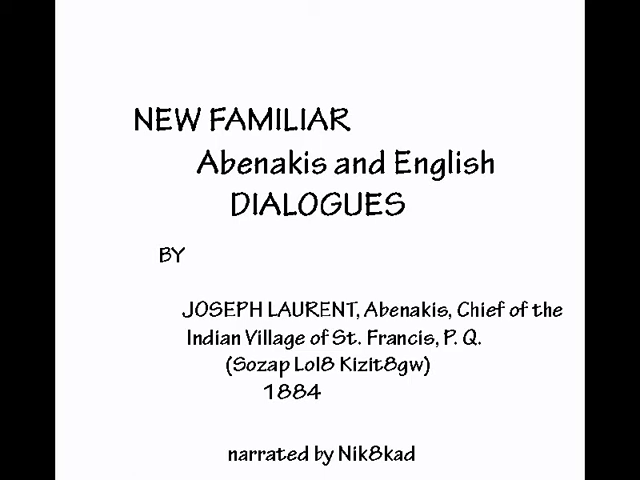 NEW FAMILIAR
Abenakis and English
DIALOGUES
BY
JOSEPH LAURENT, Abenakis, Chief of the
Indian Village of St. Francis, P. Q.
(Sozap Lol8 Kizit8gw)
1884
narrated by Nik8kad